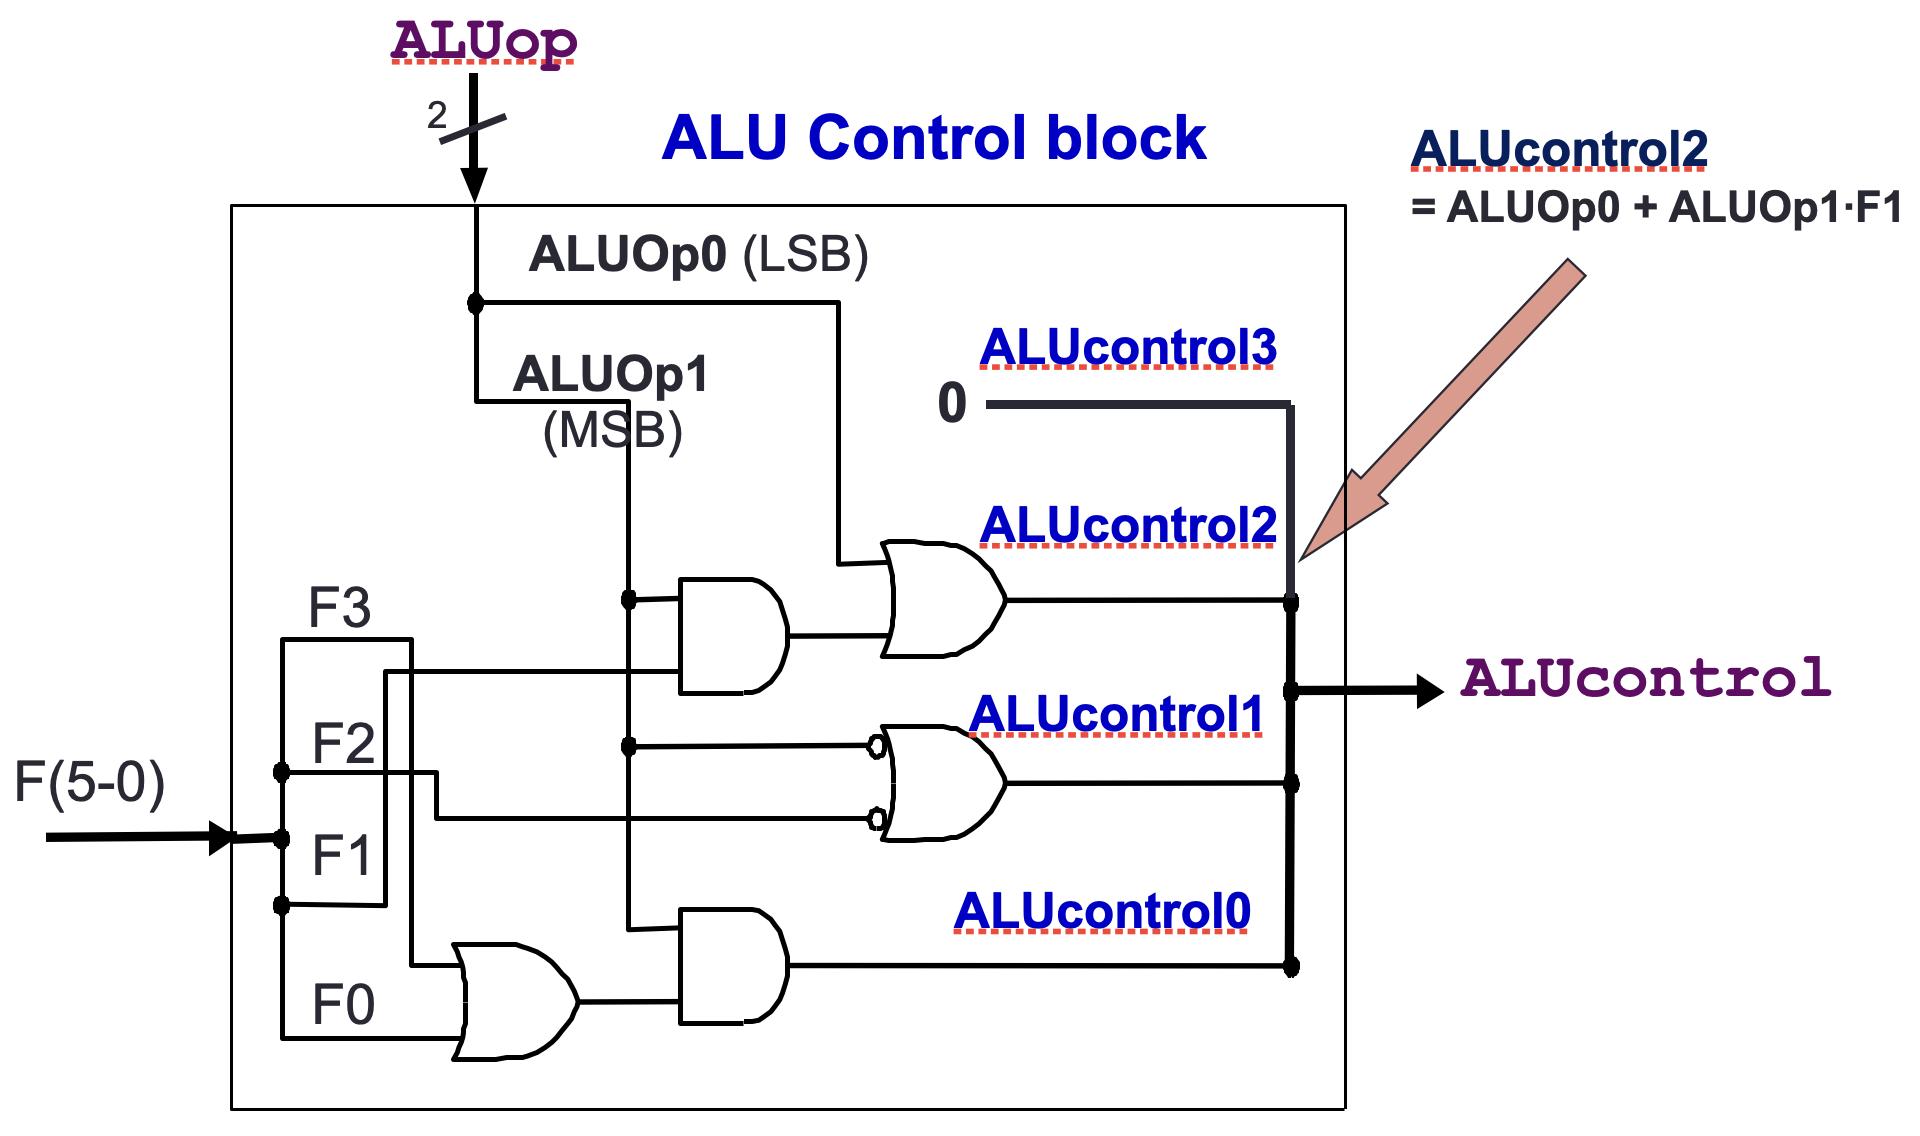 ALUop
2
ALU Control block
ALUcontrol2
= ALUOp0 + ALUOp1·F1
ALUOp0 (LSB)
ALUOp1
(MSB)
ALUcontrol3
0
ALUcontrol2
F3
ALUcontrol
ALUcontrol1
F2
F(5-0)
F1
ALUcontrol0
F0